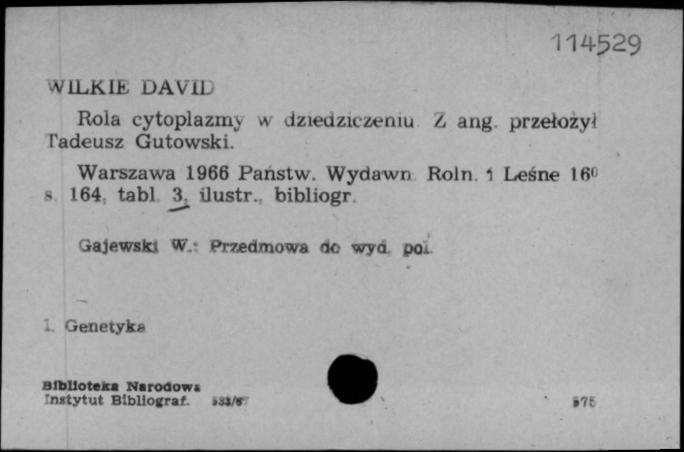 114529
WILKIE DAVID
Rola cytoplazmy w dziedziczeniu Z ang. przełożył
Tadeusz Gutowski.
Warszawa 1966 Państw. Wydawn Roln. i Leśne 16⁰
s. 164, tabl. 3, ilustr., bibliogr.
Gajewski W.: Przedmowa do wyd. pol.
1. Genetyka
Biblioteka Narodowa
Instytut Bibliograf.
575